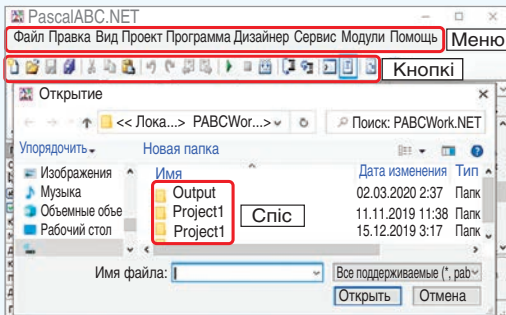 PascalABC.NET
Файл Правка Вид Проект Программа Дизайнер Сервис Модули Помощь
Меню
Кнопкі
Открытие
<< Лока...> PABCWor...>
Поиск: PABCWork.NET
Упорядочить
Новая папка
Изображения
Музыка
Объемные объе
Рабочий стол
Имя
Дата изменения
Тип
Output
02.03.2020 2:37
Папк
Project1
11.11.2019 11:38
Папк
Project1
15.12.2019 3:17
Папк
Спіс
Имя файла:
Все поддерживаемые (*, pab
Открыть
Отмена